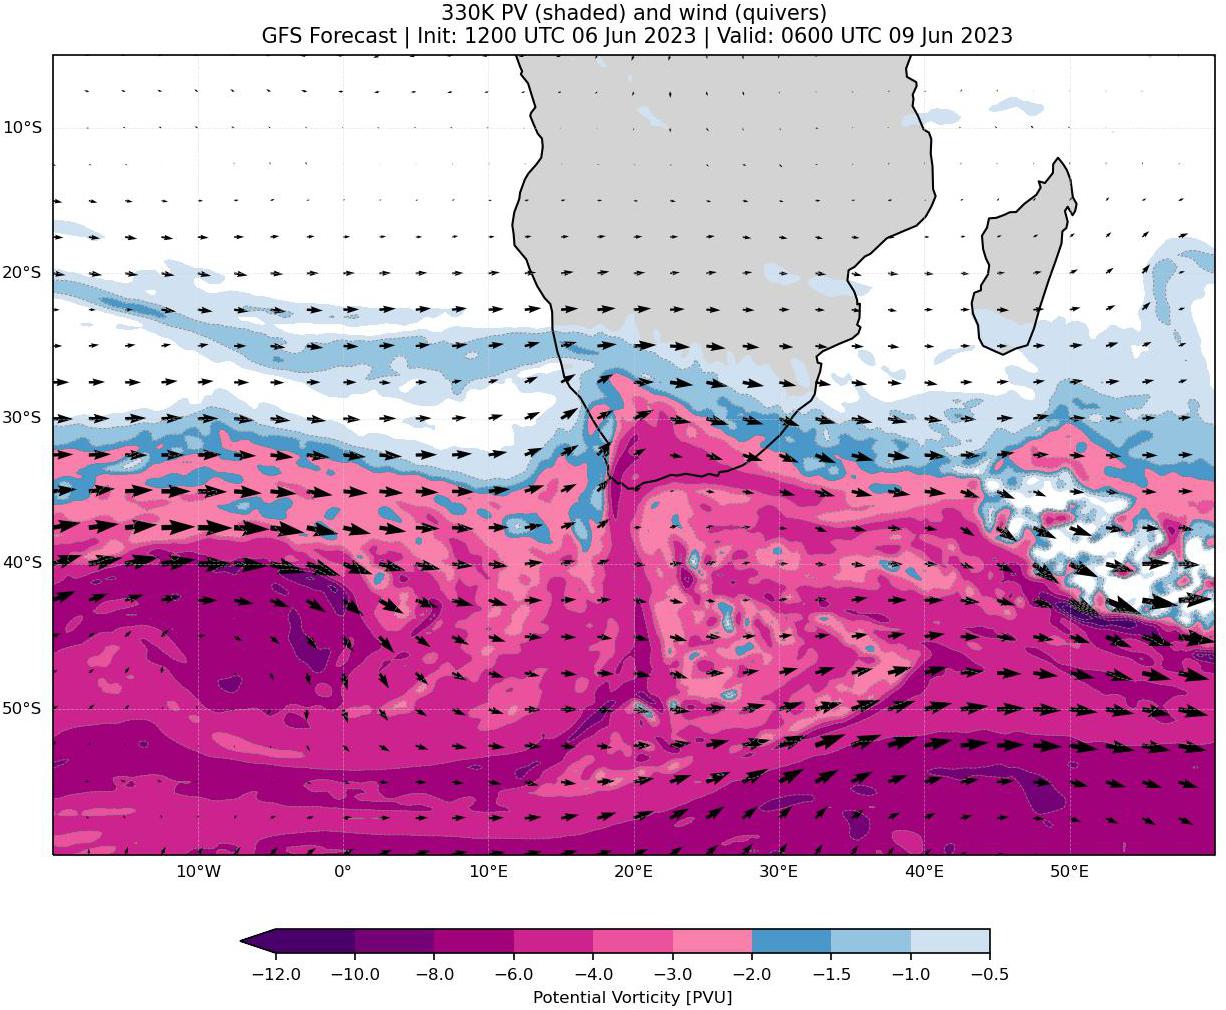 330K PV (shaded) and wind (quivers)
GFS Forecast | Init: 1200 UTC 06 Jun 2023 | Valid: 0600 UTC 09 Jun 2023
10°S
20°S
30°S
40°S
50°S
10°W 0° 10°E 20°E 30°E 40°E 50°E
−12.0 −10.0 −8.0 −6.0 −4.0 −3.0 −2.0 −1.5 −1.0 −0.5
Potential Vorticity [PVU]